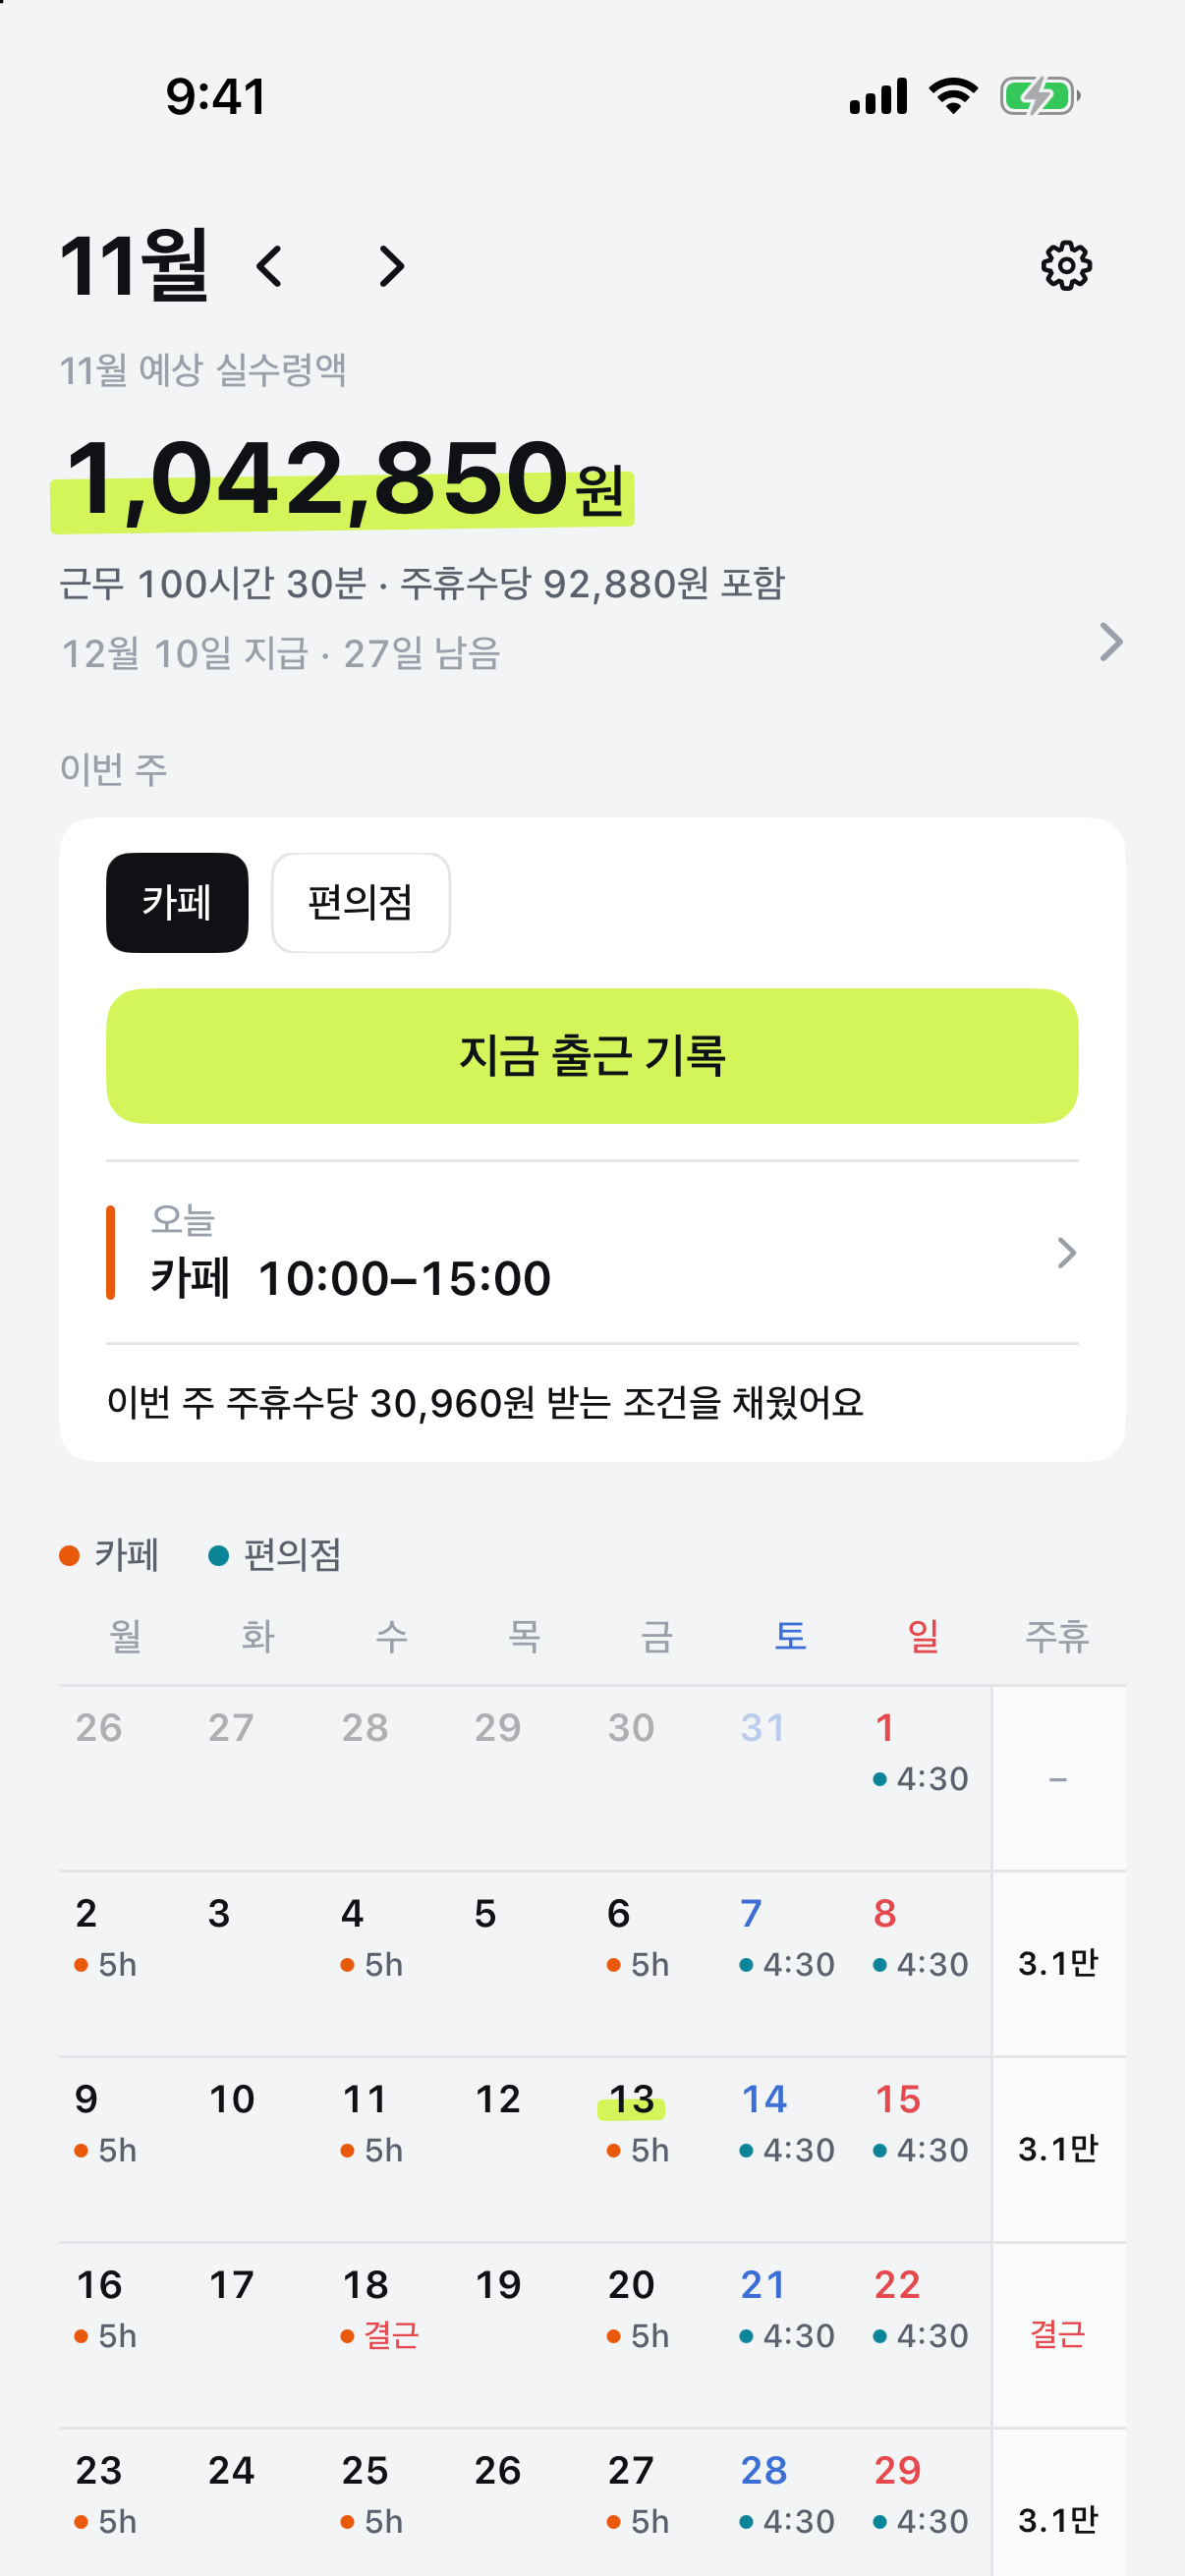 9:41
11월
11월 예상 실수령액
1,042,850원
근무 100시간 30분 · 주휴수당 92,880원 포함
12월 10일 지급 · 27일 남음
이번 주
카페 편의점
지금 출근 기록
오늘
카페 10:00–15:00
이번 주 주휴수당 30,960원 받는 조건을 채웠어요
카페 편의점
월 화 수 목 금 토 일 주휴
26 27 28 29 30 31 1
4:30 –
2 3 4 5 6 7 8
5h 5h 5h 4:30 4:30 3.1만
9 10 11 12 13 14 15
5h 5h 5h 4:30 4:30 3.1만
16 17 18 19 20 21 22
5h 결근 5h 4:30 4:30 결근
23 24 25 26 27 28 29
5h 5h 5h 4:30 4:30 3.1만